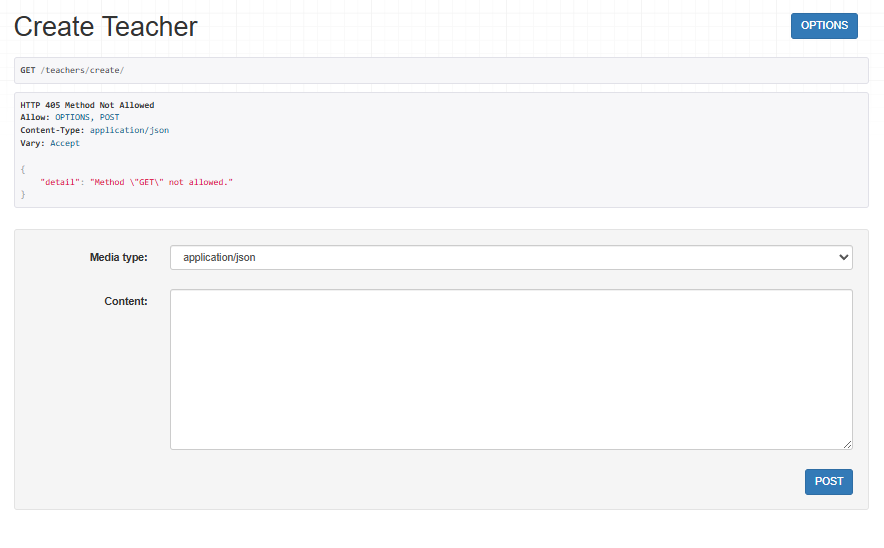 Create Teacher
OPTIONS
GET /teachers/create/
HTTP 405 Method Not Allowed
Allow: OPTIONS, POST
Content-Type: application/json
Vary: Accept
{
    "detail": "Method \"GET\" not allowed."
}
Media type:
application/json
Content:
POST